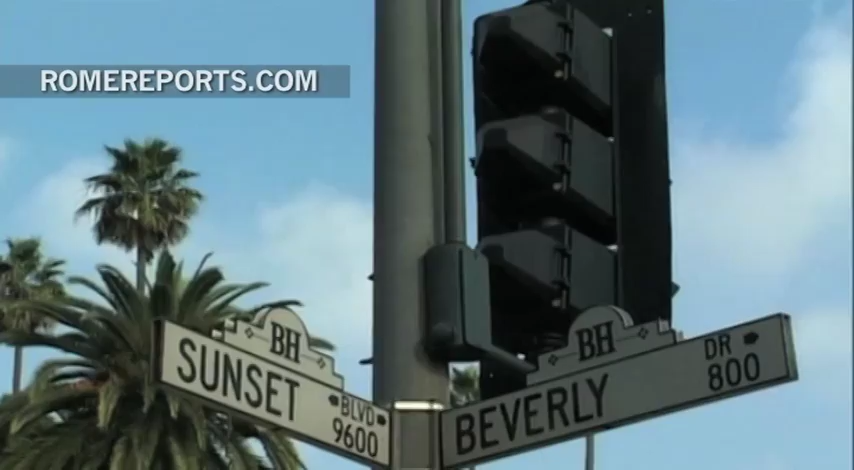 ROMEREPORTS.COM
BH
SUNSET BLVD
9600
BH
BEVERLY DR
800